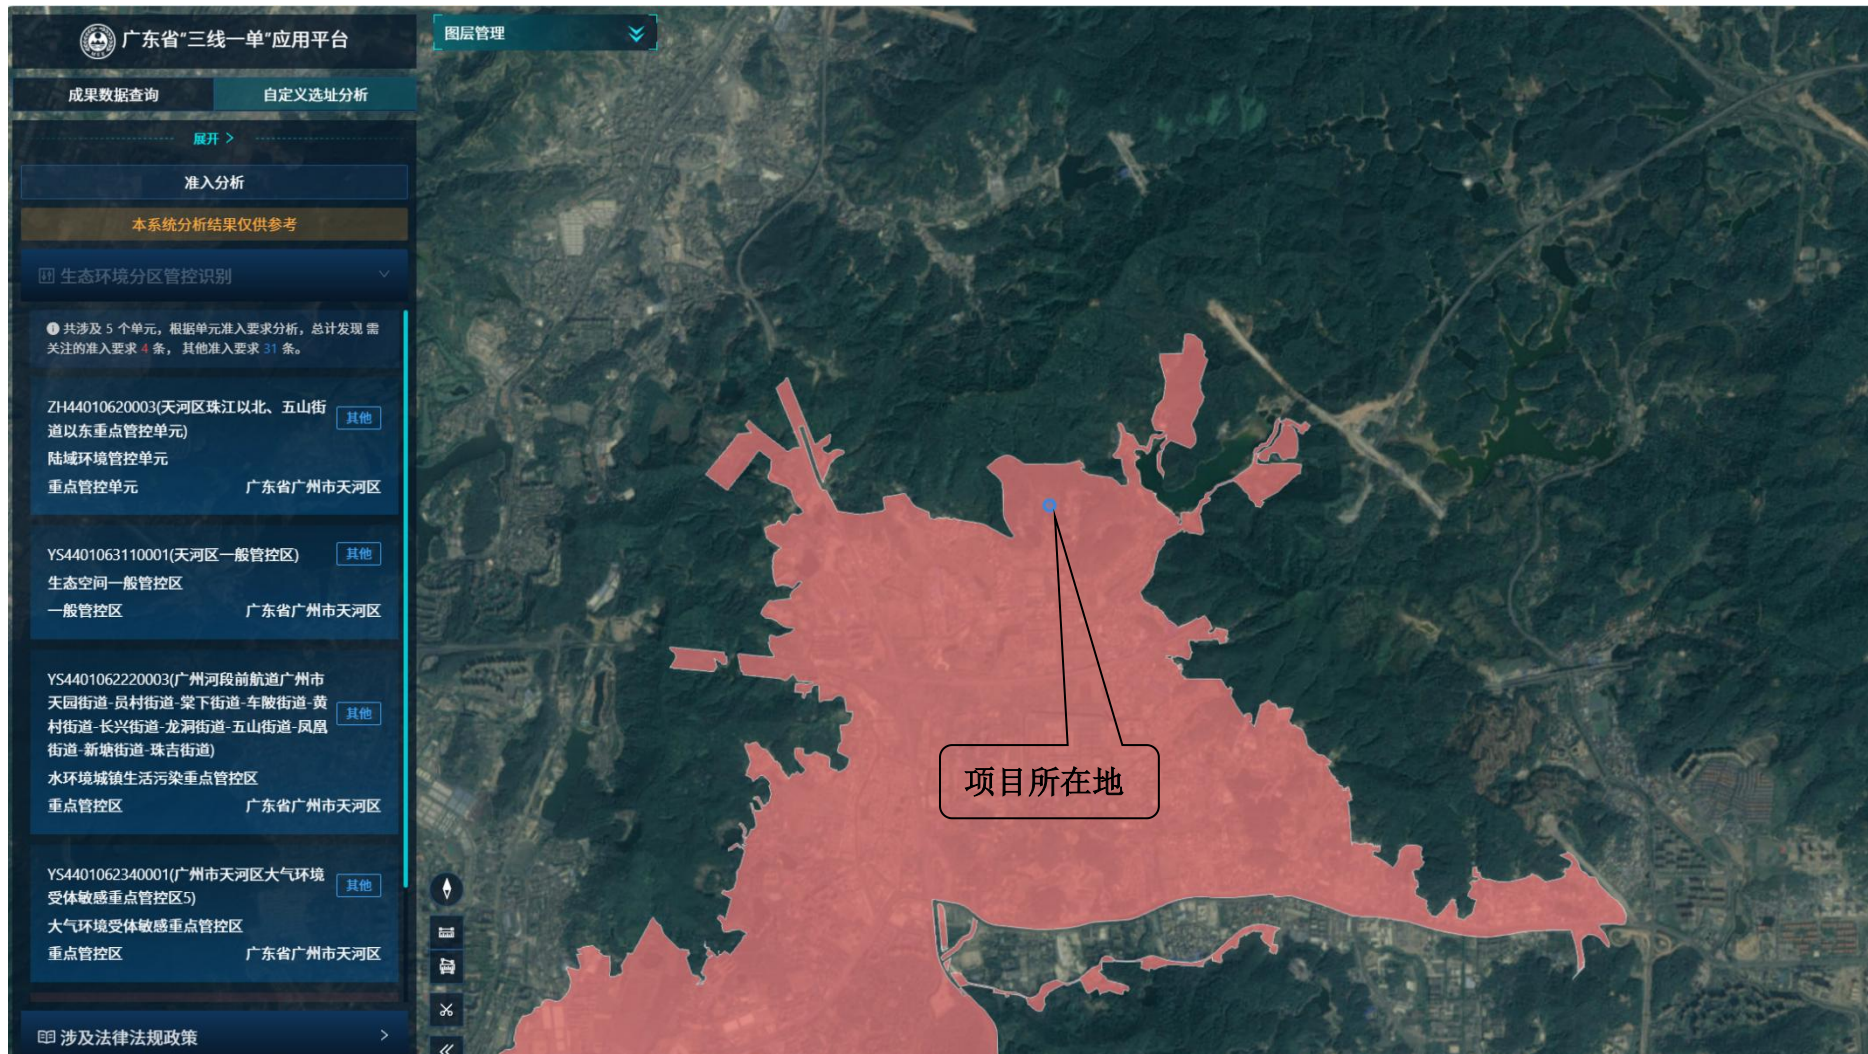 广东省"三线一单"应用平台
图层管理
成果数据查询
自定义选址分析
展开 >
准入分析
本系统分析结果仅供参考
生态环境分区管控识别
共涉及 5 个单元，根据单元准入要求分析，总计发现 需
关注的准入要求 4 条， 其他准入要求 31 条。
ZH44010620003(天河区珠江以北、五山街
道以东重点管控单元)
其他
陆域环境管控单元
重点管控单元 广东省广州市天河区
YS4401063110001(天河区一般管控区)
其他
生态空间一般管控区
一般管控区 广东省广州市天河区
YS4401062220003(广州河段前航道广州市
天园街道-员村街道-棠下街道-车陂街道-黄
村街道-长兴街道-龙洞街道-五山街道-凤凰
街道-新塘街道-珠吉街道)
其他
水环境城镇生活污染重点管控区
重点管控区 广东省广州市天河区
YS4401062340001(广州市天河区大气环境
受体敏感重点管控区5)
其他
大气环境受体敏感重点管控区
重点管控区 广东省广州市天河区
涉及法律法规政策
项目所在地